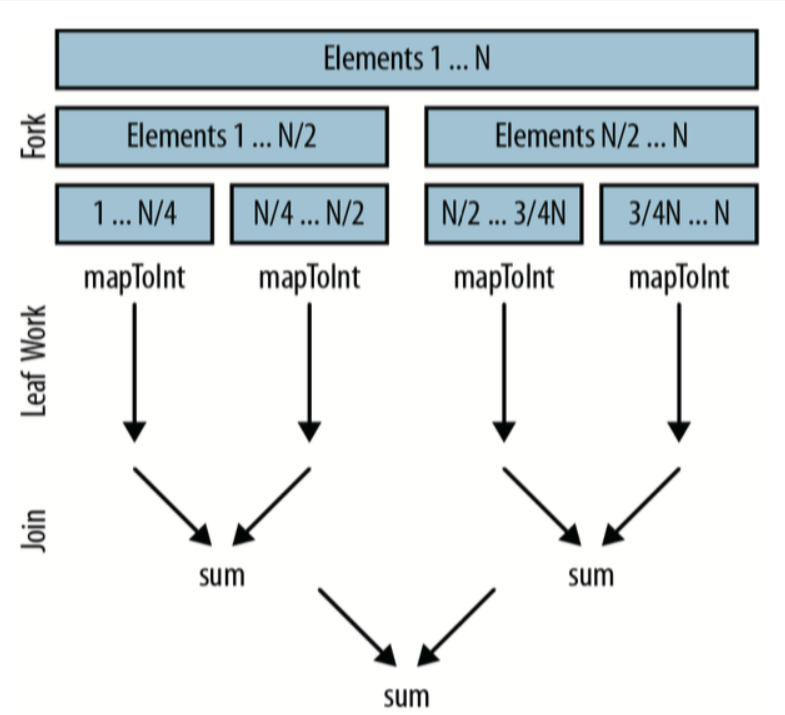 Elements 1 ... N
Fork
Elements 1 ... N/2
Elements N/2 ... N
1 ... N/4
N/4 ... N/2
N/2 ... 3/4N
3/4N ... N
mapToInt
mapToInt
mapToInt
mapToInt
Leaf Work
Join
sum
sum
sum